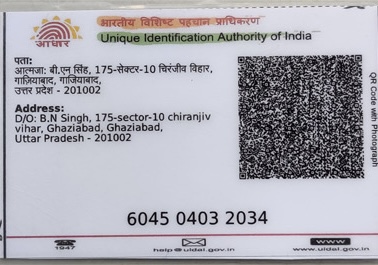 भारतीय विशिष्ट पहचान प्राधिकरण
Unique Identification Authority of India
आधार
पता:
आत्मजा: बी.एन सिंह, 175-सेक्टर-10 चिरंजीव विहार,
गाज़ियाबाद, गाजियाबाद,
उत्तर प्रदेश - 201002
Address:
D/O: B.N Singh, 175-sector-10 chiranjiv
vihar, Ghaziabad, Ghaziabad,
Uttar Pradesh - 201002
QR Code with Photograph
6045 0403 2034
1947
help@uidai.gov.in
www
www.uidai.gov.in